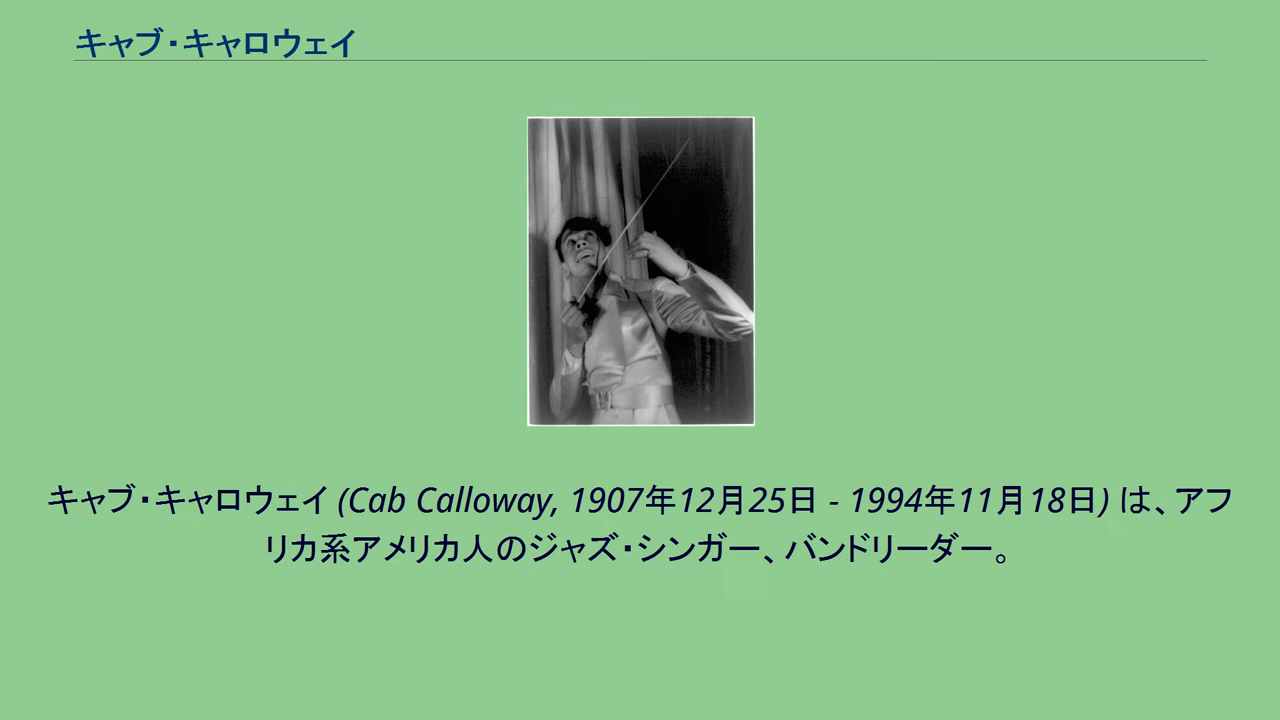 キャブ・キャロウェイ
キャブ・キャロウェイ (Cab Calloway, 1907年12月25日 - 1994年11月18日) は、アフ
リカ系アメリカ人のジャズ・シンガー、バンドリーダー。